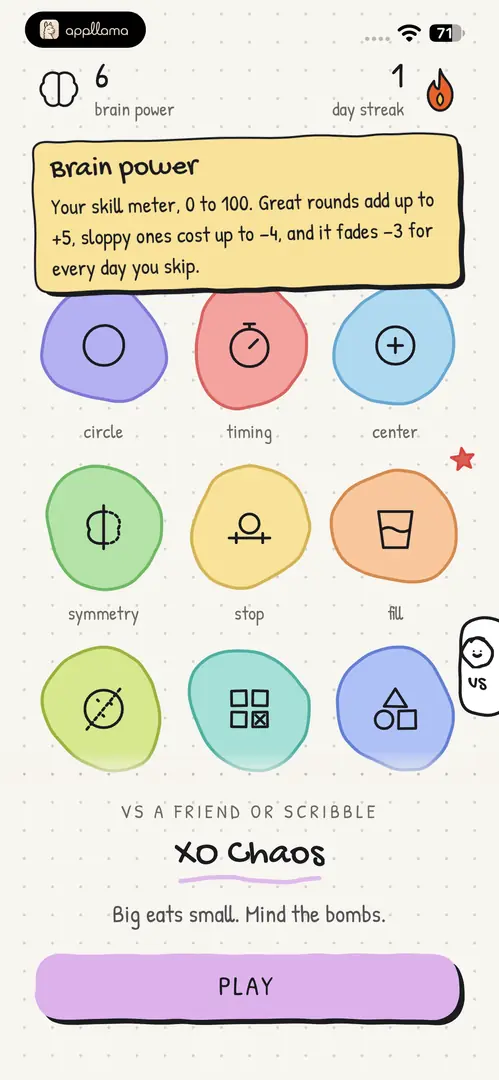 appllama
71
6
brain power
1
day streak
Brain power
Your skill meter, 0 to 100. Great rounds add up to
+5, sloppy ones cost up to −4, and it fades −3 for
every day you skip.
circle
timing
center
symmetry
stop
fill
VS
VS A FRIEND OR SCRIBBLE
XO Chaos
Big eats small. Mind the bombs.
PLAY